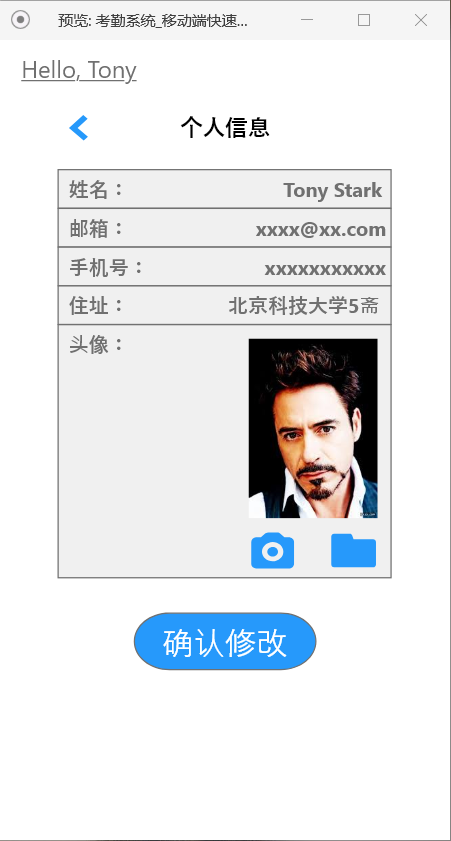 预览: 考勤系统_移动端快速...
Hello, Tony
个人信息
姓名： Tony Stark
邮箱： xxxx@xx.com
手机号： xxxxxxxxxxx
住址： 北京科技大学5斋
头像：
确认修改